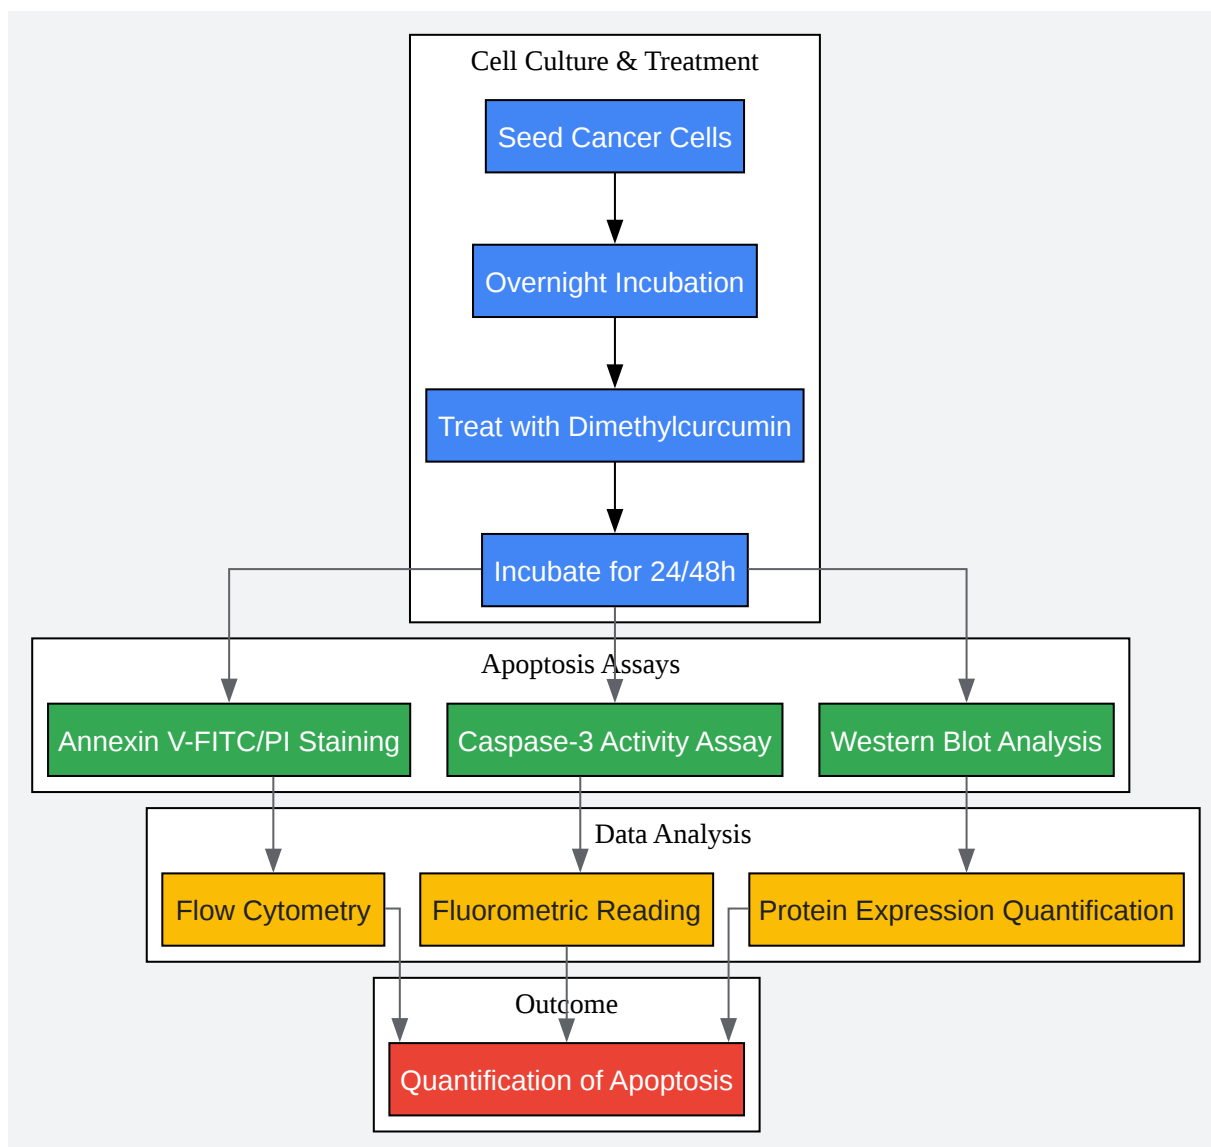 Cell Culture & Treatment
Seed Cancer Cells
Overnight Incubation
Treat with Dimethylcurcumin
Incubate for 24/48h
Apoptosis Assays
Annexin V-FITC/PI Staining
Caspase-3 Activity Assay
Western Blot Analysis
Data Analysis
Flow Cytometry
Fluorometric Reading
Protein Expression Quantification
Outcome
Quantification of Apoptosis